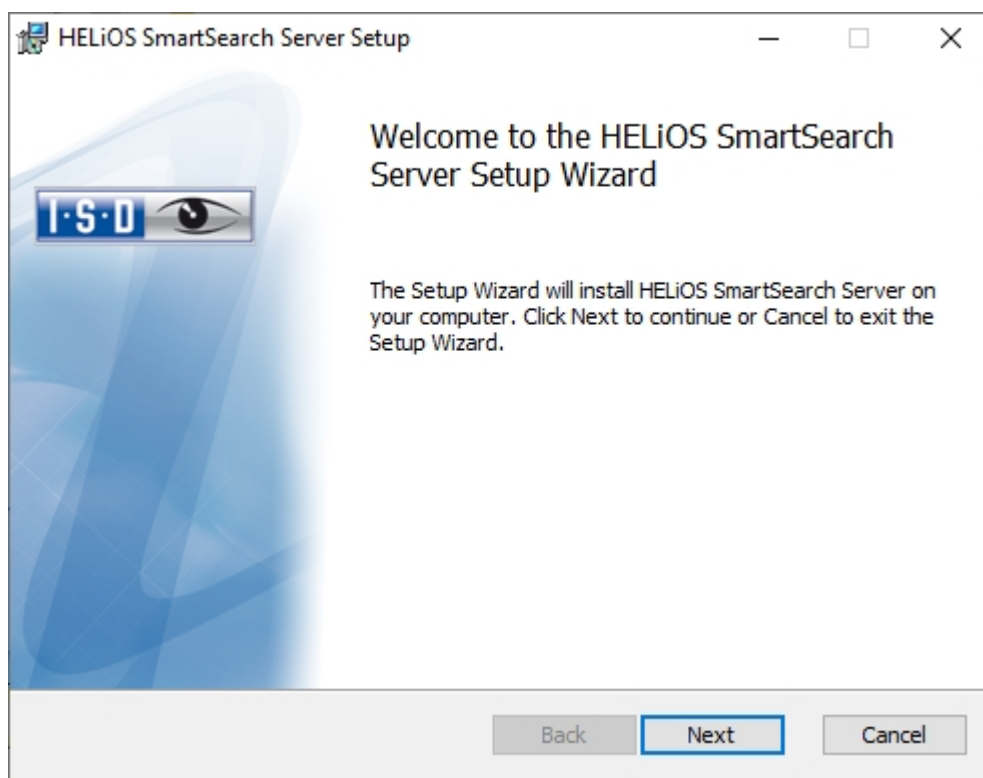 HELiOS SmartSearch Server Setup
Welcome to the HELiOS SmartSearch
Server Setup Wizard
I·S·D
The Setup Wizard will install HELiOS SmartSearch Server on
your computer. Click Next to continue or Cancel to exit the
Setup Wizard.
Back Next Cancel